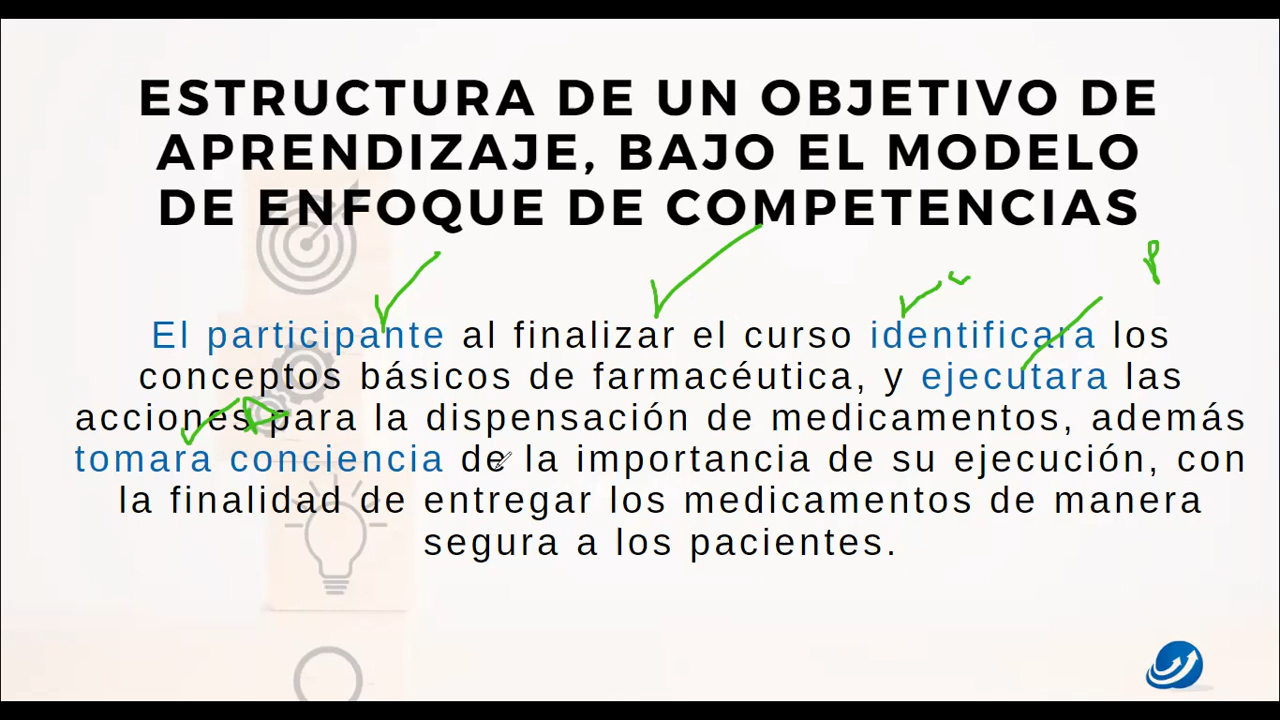 ESTRUCTURA DE UN OBJETIVO DE
APRENDIZAJE, BAJO EL MODELO
DE ENFOQUE DE COMPETENCIAS
El participante al finalizar el curso identificara los
conceptos básicos de farmacéutica, y ejecutara las
acciones para la dispensación de medicamentos, además
tomara conciencia de la importancia de su ejecución, con
la finalidad de entregar los medicamentos de manera
segura a los pacientes.